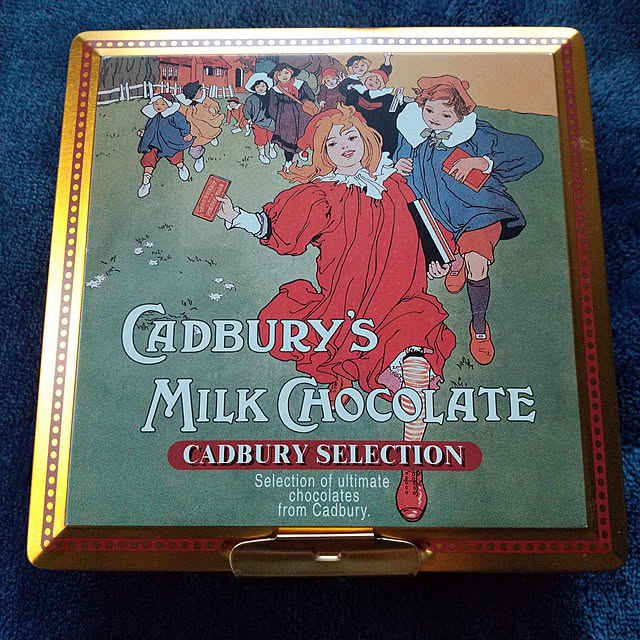 CADBURY'S
MILK CHOCOLATE
CADBURY SELECTION
Selection of ultimate
chocolates
from Cadbury.